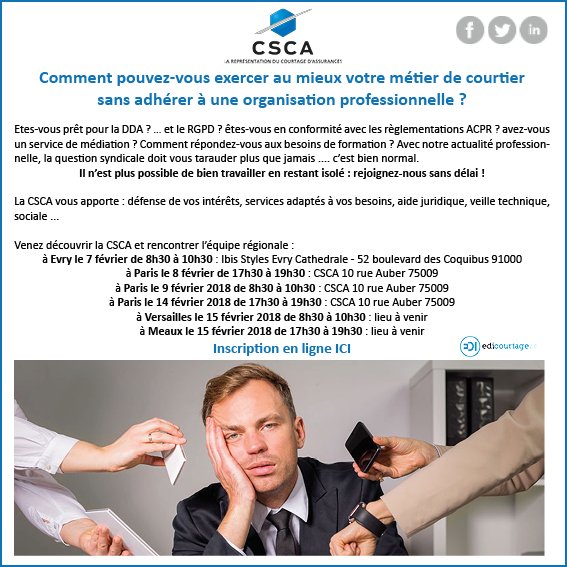 CSCA
LA REPRÉSENTATION DU COURTAGE D'ASSURANCES
Comment pouvez-vous exercer au mieux votre métier de courtier
sans adhérer à une organisation professionnelle ?
Etes-vous prêt pour la DDA ? ... et le RGPD ? êtes-vous en conformité avec les règlementations ACPR ? avez-vous
un service de médiation ? Comment répondez-vous aux besoins de formation ? Avec notre actualité profession-
nelle, la question syndicale doit vous tarauder plus que jamais .... c'est bien normal.
Il n'est plus possible de bien travailler en restant isolé : rejoignez-nous sans délai !
La CSCA vous apporte : défense de vos intérêts, services adaptés à vos besoins, aide juridique, veille technique,
sociale ...
Venez découvrir la CSCA et rencontrer l'équipe régionale :
à Evry le 7 février de 8h30 à 10h30 : Ibis Styles Evry Cathedrale - 52 boulevard des Coquibus 91000
à Paris le 8 février de 17h30 à 19h30 : CSCA 10 rue Auber 75009
à Paris le 9 février 2018 de 8h30 à 10h30 : CSCA 10 rue Auber 75009
à Paris le 14 février 2018 de 17h30 à 19h30 : CSCA 10 rue Auber 75009
à Versailles le 15 février 2018 de 8h30 à 10h30 : lieu à venir
à Meaux le 15 février 2018 de 17h30 à 19h30 : lieu à venir
Inscription en ligne ICI
edicourtage